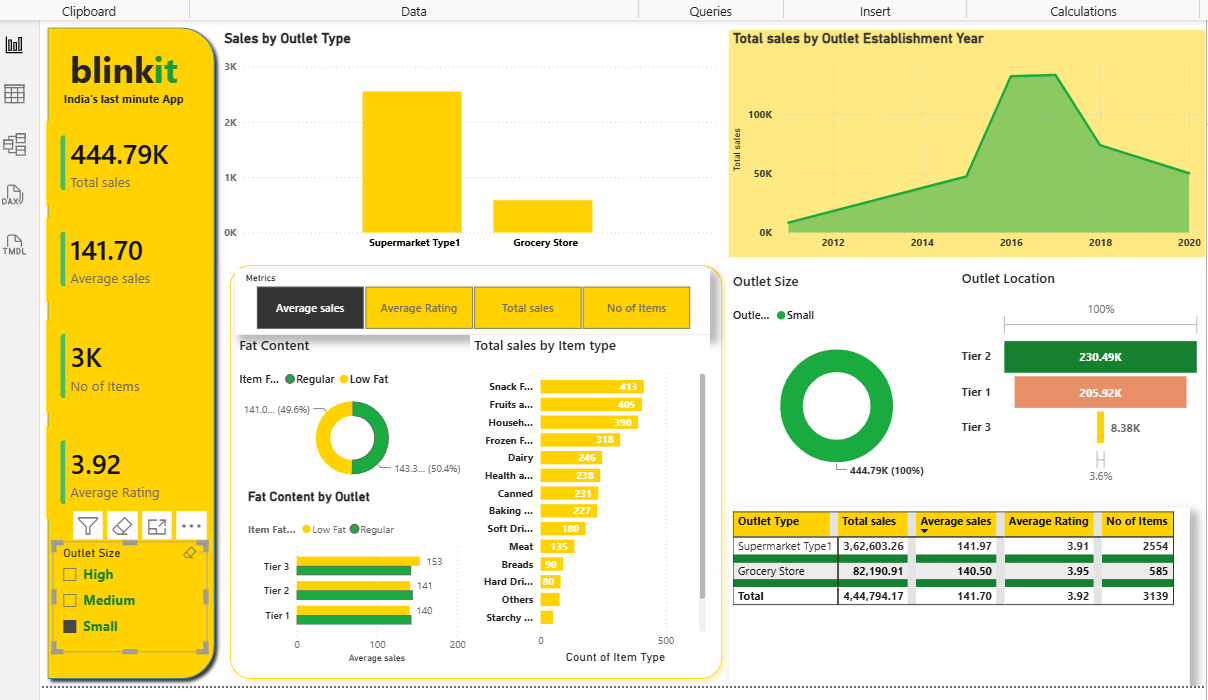 Clipboard
Data
Queries
Insert
Calculations
DAX
TMDL
blinkit
India's last minute App
444.79K
Total sales
141.70
Average sales
3K
No of Items
3.92
Average Rating
Outlet Size
High
Medium
Small
Sales by Outlet Type
3K
2K
1K
0K
Supermarket Type1
Grocery Store
Total sales by Outlet Establishment Year
Total sales
100K
50K
0K
2012
2014
2016
2018
2020
Metrics
Average sales
Average Rating
Total sales
No of Items
Fat Content
Item F...
Regular
Low Fat
141.0... (49.6%)
143.3... (50.4%)
Fat Content by Outlet
Item Fat...
Low Fat
Regular
Tier 3
153
Tier 2
141
Tier 1
140
0
100
200
Average sales
Total sales by Item type
Snack F...
413
Fruits a...
405
Househ...
390
Frozen F...
318
Dairy
246
Health a...
238
Canned
231
Baking ...
227
Soft Dri...
180
Meat
135
Breads
90
Hard Dri...
80
Others
Starchy ...
0
500
Count of Item Type
Outlet Size
Outle...
Small
444.79K (100%)
Outlet Location
100%
Tier 2
230.49K
Tier 1
205.92K
Tier 3
8.38K
3.6%
Outlet Type Total sales Average sales Average Rating No of Items
Supermarket Type1 3,62,603.26 141.97 3.91 2554
Grocery Store 82,190.91 140.50 3.95 585
Total 4,44,794.17 141.70 3.92 3139